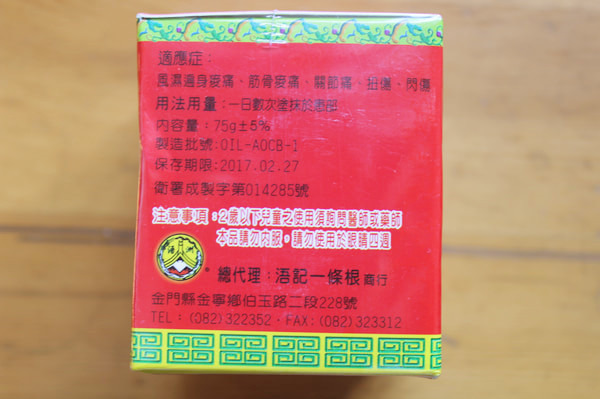 適應症：
風濕遍身痠痛、筋骨痠痛、關節痛、扭傷、閃傷
用法用量：一日數次塗抹於患部
內容量：75g±5%
製造批號:OIL-AOCB-1
保存期限:2017.02.27
衛署成製字第014285號
注意事項：2歲以下兒童之使用須詢問醫師或藥師
本品請勿內服，請勿使用於眼睛四週
總代理：浯記一條根商行
金門縣金寧鄉伯玉路二段228號
TEL：(082)322352．FAX:(082)323312